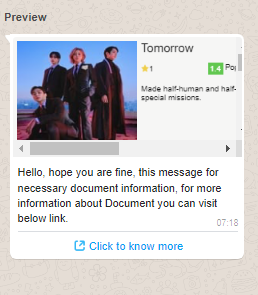 Preview
Tomorrow
1
1.4
Made half-human and half-
special missions.
Hello, hope you are fine, this message for
necessary document information, for more
information about Document you can visit
below link.
07:18
Click to know more